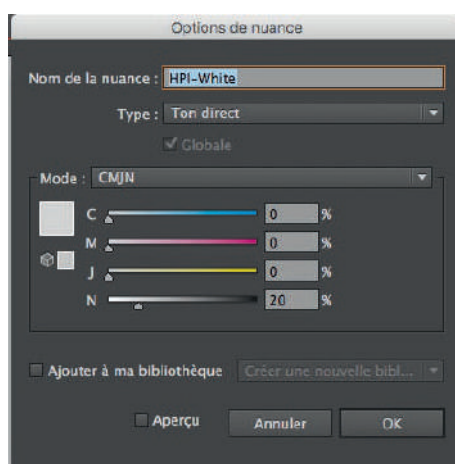 Options de nuance
Nom de la nuance : HPI-White
Type : Ton direct
Globale
Mode : CMJN
C 0 %
M 0 %
J 0 %
N 20 %
Ajouter à ma bibliothèque Créer une nouvelle bibl...
Aperçu Annuler OK